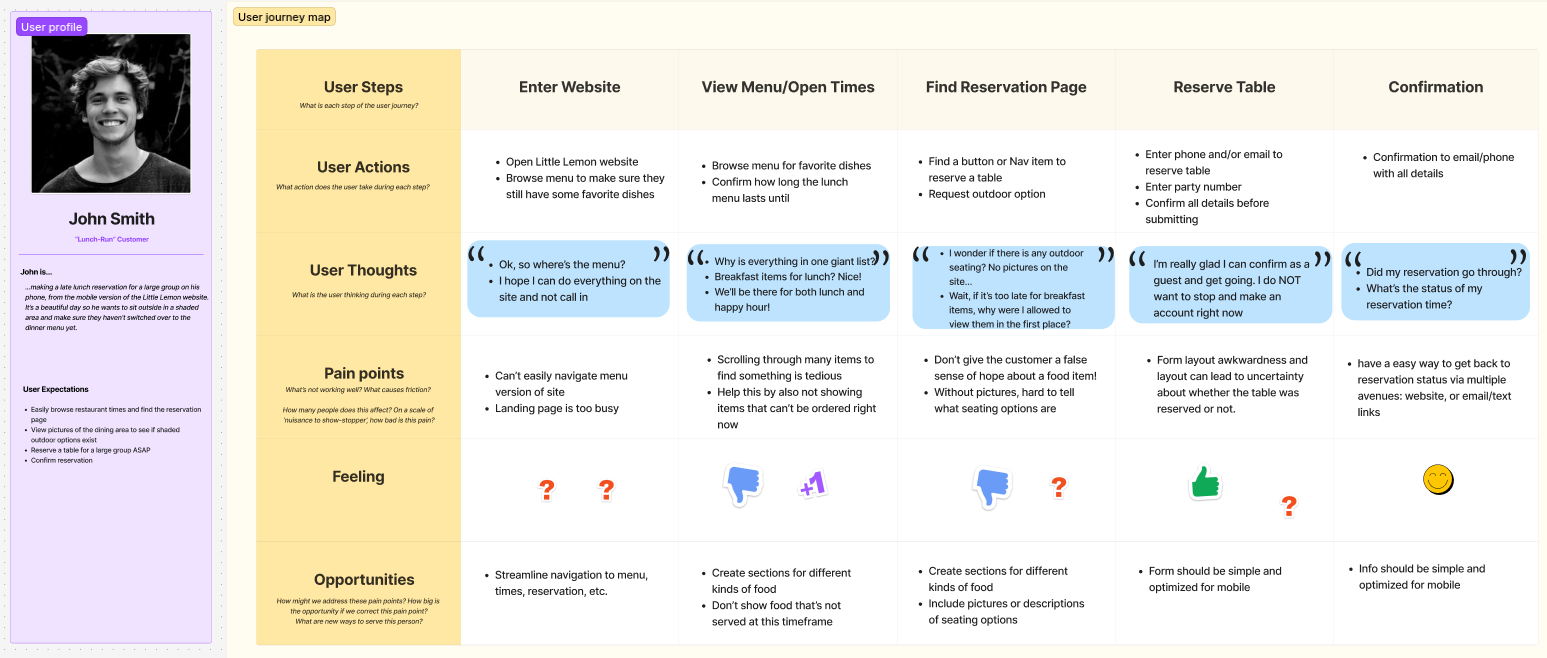 User profile
John Smith
"Lunch-Run" Customer
John is...
...making a late lunch reservation for a large group on his
phone, from the mobile version of the Little Lemon website.
It's a beautiful day so he wants to sit outside in a shaded
area and make sure they haven't switched over to the
dinner menu yet.
User Expectations
• Easily browse restaurant times and find the reservation
page
• View pictures of the dining area to see if shaded
outdoor options exist
• Reserve a table for a large group ASAP
• Confirm reservation
User journey map
User Steps
What is each step of the user journey?
Enter Website
View Menu/Open Times
Find Reservation Page
Reserve Table
Confirmation
User Actions
What action does the user take during each step?
• Open Little Lemon website
• Browse menu to make sure they
still have some favorite dishes
• Browse menu for favorite dishes
• Confirm how long the lunch
menu lasts until
• Find a button or Nav item to
reserve a table
• Request outdoor option
• Enter phone and/or email to
reserve table
• Enter party number
• Confirm all details before
submitting
• Confirmation to email/phone
with all details
User Thoughts
What is the user thinking during each step?
• Ok, so where's the menu?
• I hope I can do everything on the
site and not call in
• Why is everything in one giant list?
• Breakfast items for lunch? Nice!
• We'll be there for both lunch and
happy hour!
• I wonder if there is any outdoor
seating? No pictures on the
site...
• Wait, if it's too late for breakfast
items, why were I allowed to
view them in the first place?
I'm really glad I can confirm as a
guest and get going. I do NOT
want to stop and make an
account right now
• Did my reservation go through?
• What's the status of my
reservation time?
Pain points
What's not working well? What causes friction?
How many people does this affect? On a scale of
'nuisance to show-stopper', how bad is this pain?
• Can't easily navigate menu
version of site
• Landing page is too busy
• Scrolling through many items to
find something is tedious
• Help this by also not showing
items that can't be ordered right
now
• Don't give the customer a false
sense of hope about a food item!
• Without pictures, hard to tell
what seating options are
• Form layout awkwardness and
layout can lead to uncertainty
about whether the table was
reserved or not.
• have a easy way to get back to
reservation status via multiple
avenues: website, or email/text
links
Feeling
? ?
+1
?
?
Opportunities
How might we address these pain points? How big is
the opportunity if we correct this pain point?
What are new ways to serve this person?
• Streamline navigation to menu,
times, reservation, etc.
• Create sections for different
kinds of food
• Don't show food that's not
served at this timeframe
• Create sections for different
kinds of food
• Include pictures or descriptions
of seating options
• Form should be simple and
optimized for mobile
• Info should be simple and
optimized for mobile